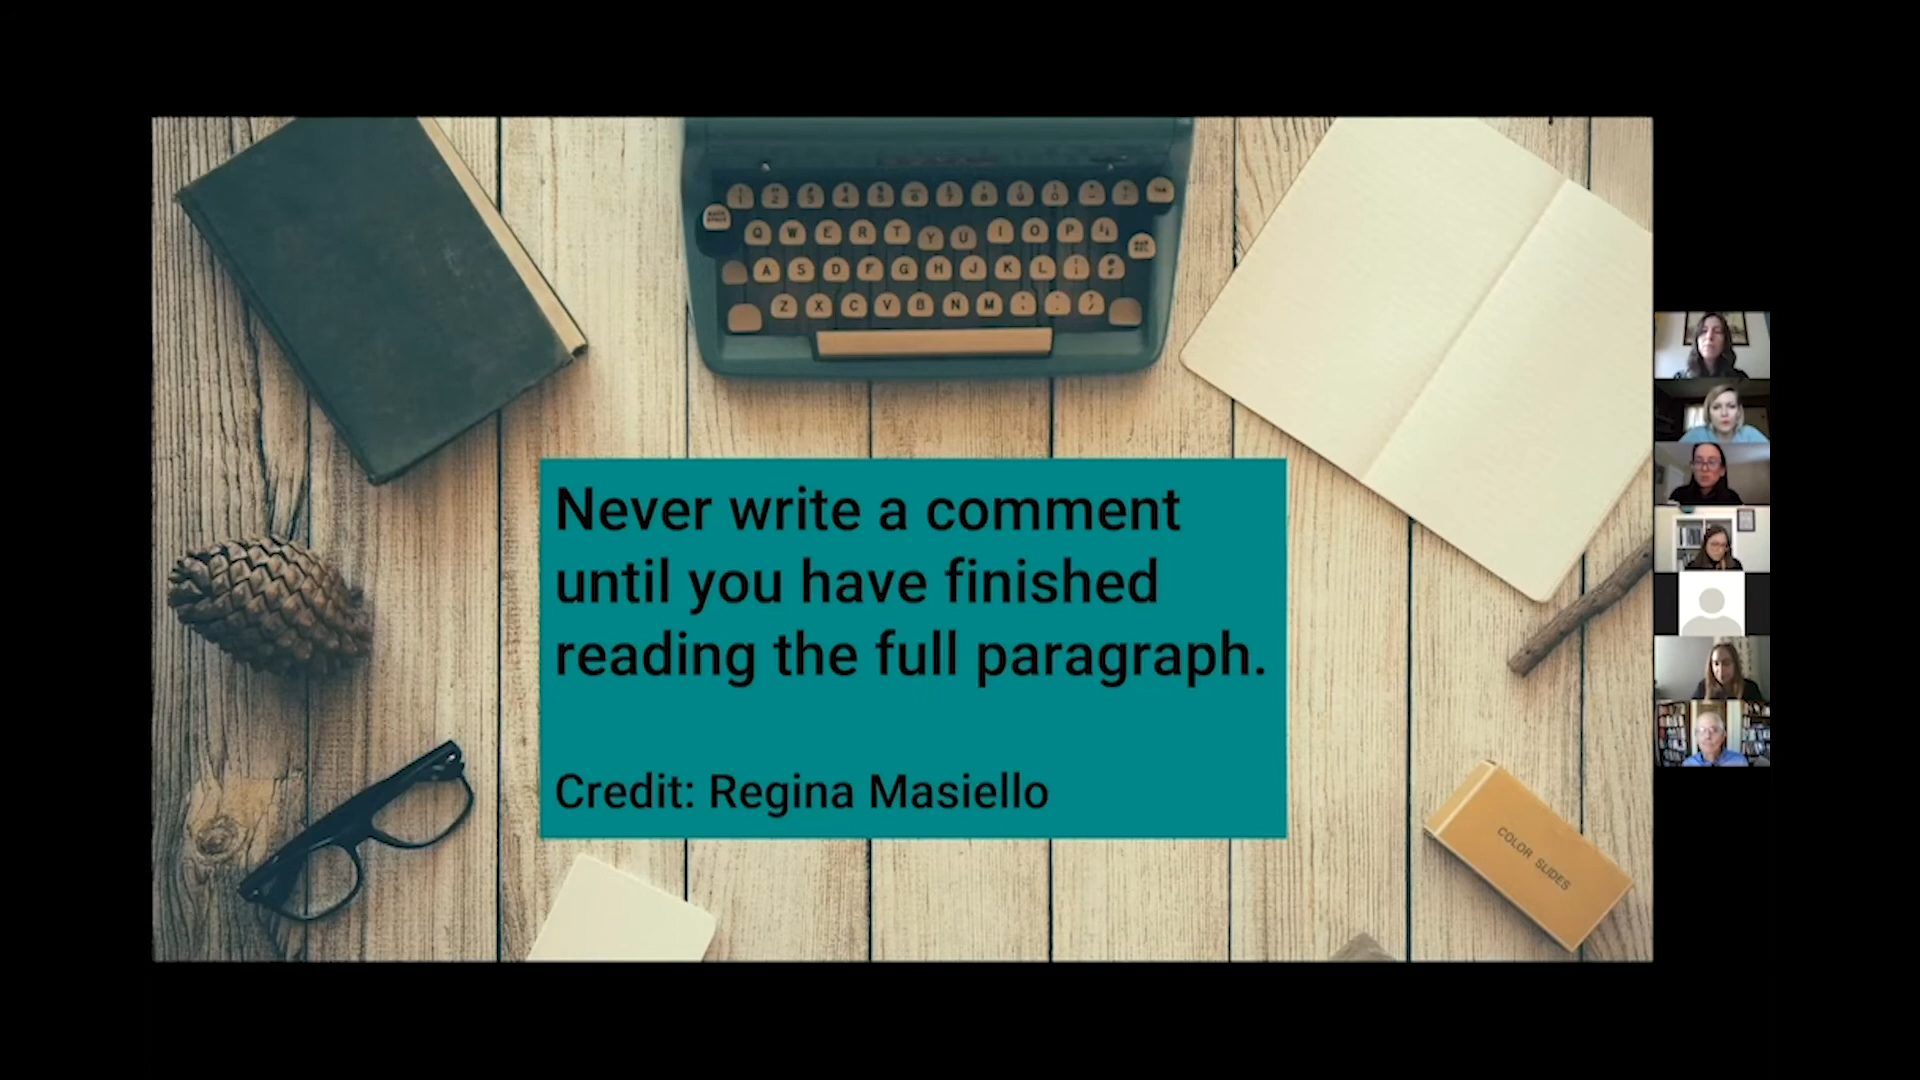 Never write a comment
until you have finished
reading the full paragraph.
Credit: Regina Masiello
Q W E R T Y U I O P
A S D F G H J K L
Z X C V B N M
COLOR SLIDES